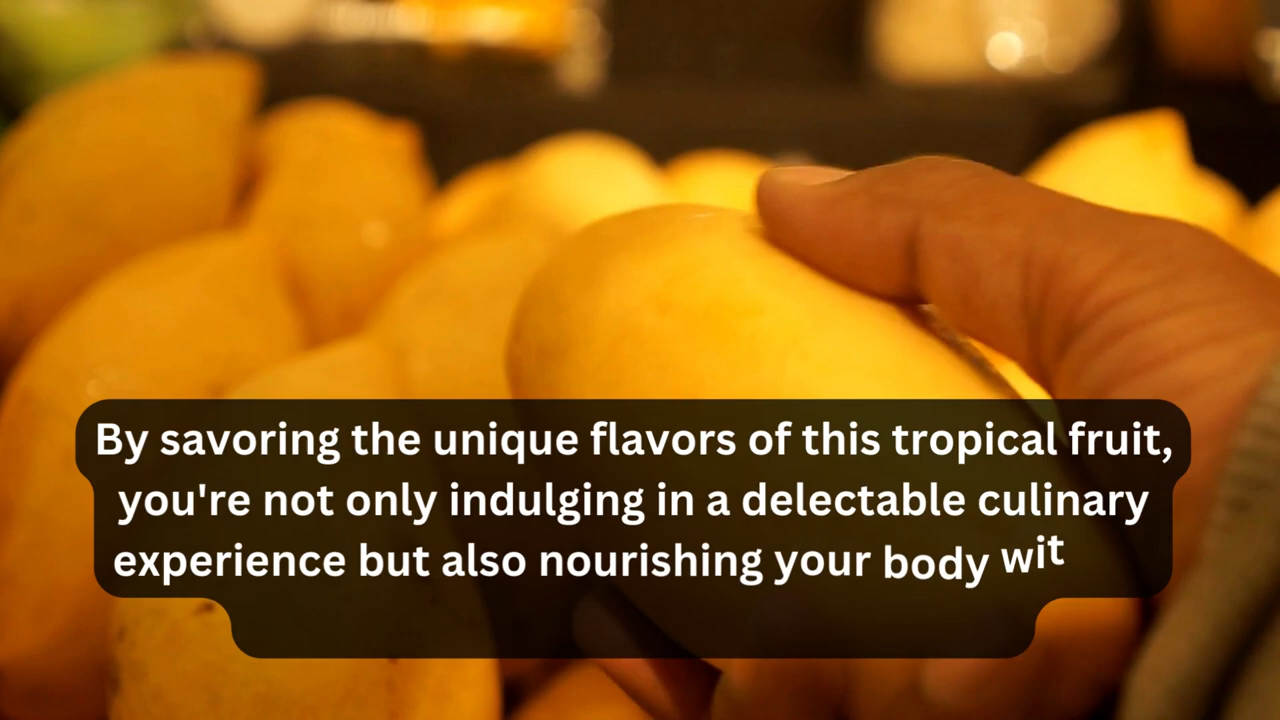 By savoring the unique flavors of this tropical fruit,
you're not only indulging in a delectable culinary
experience but also nourishing your body wit